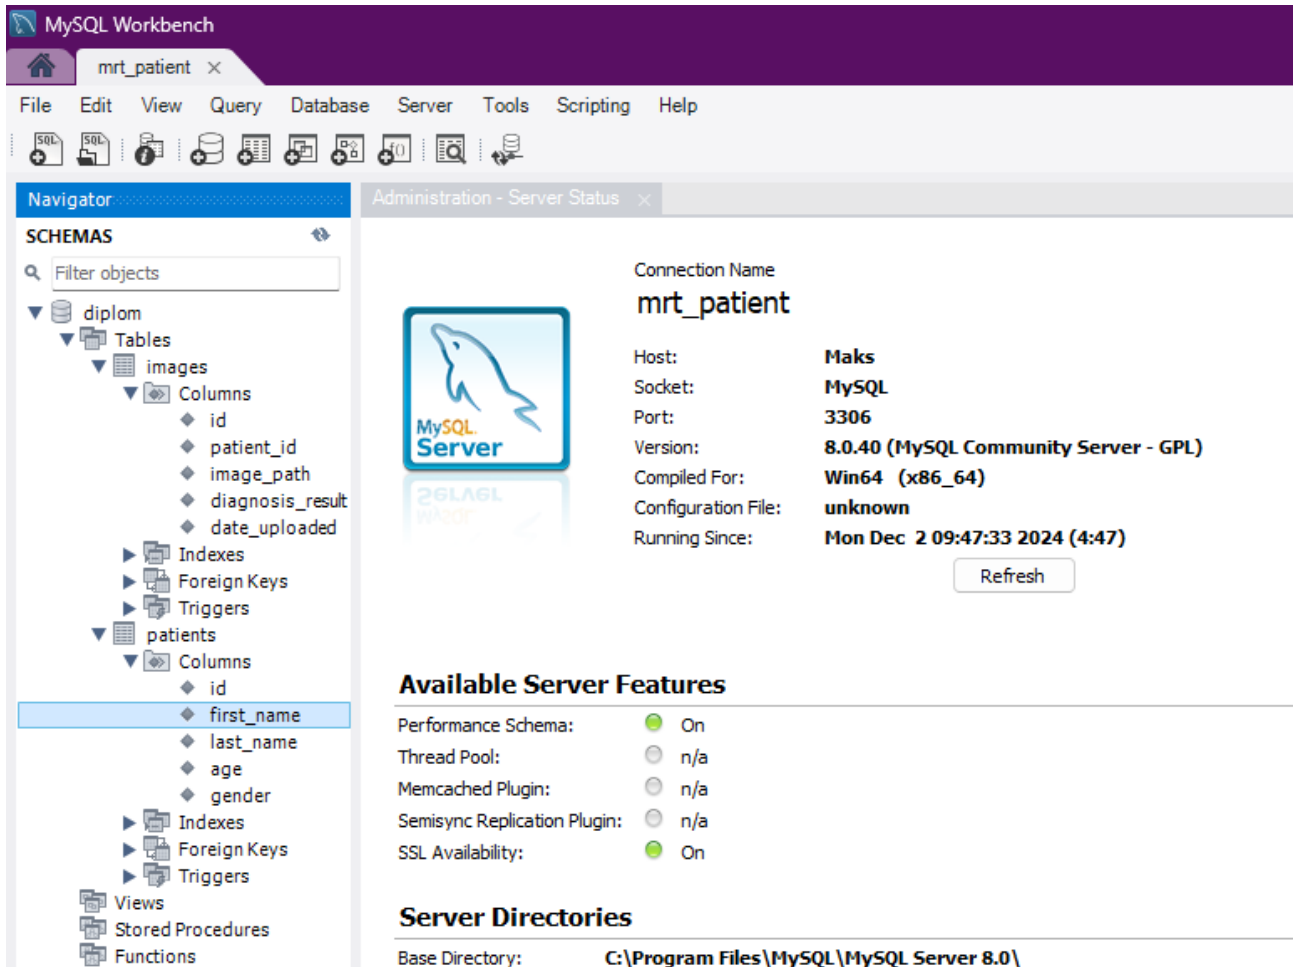 MySQL Workbench
mrt_patient
File Edit View Query Database Server Tools Scripting Help
Navigator
SCHEMAS
Filter objects
diplom
Tables
images
Columns
id
patient_id
image_path
diagnosis_result
date_uploaded
Indexes
Foreign Keys
Triggers
patients
Columns
id
first_name
last_name
age
gender
Indexes
Foreign Keys
Triggers
Views
Stored Procedures
Functions
Administration - Server Status
MySQL
Server
Connection Name
mrt_patient
Host: Maks
Socket: MySQL
Port: 3306
Version: 8.0.40 (MySQL Community Server - GPL)
Compiled For: Win64 (x86_64)
Configuration File: unknown
Running Since: Mon Dec 2 09:47:33 2024 (4:47)
Refresh
Available Server Features
Performance Schema: On
Thread Pool: n/a
Memcached Plugin: n/a
Semisync Replication Plugin: n/a
SSL Availability: On
Server Directories
Base Directory: C:\Program Files\MySQL\MySQL Server 8.0\